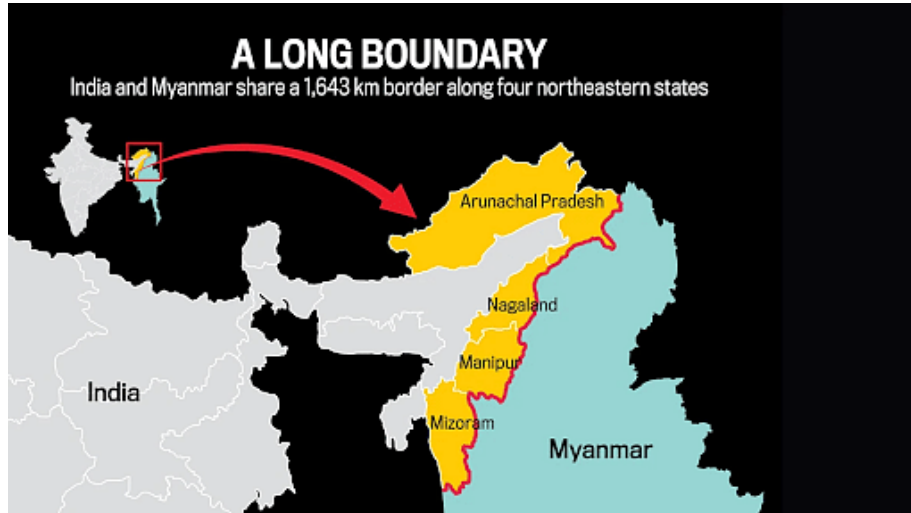 A LONG BOUNDARY
India and Myanmar share a 1,643 km border along four northeastern states
Arunachal Pradesh
Nagaland
Manipur
India
Mizoram
Myanmar